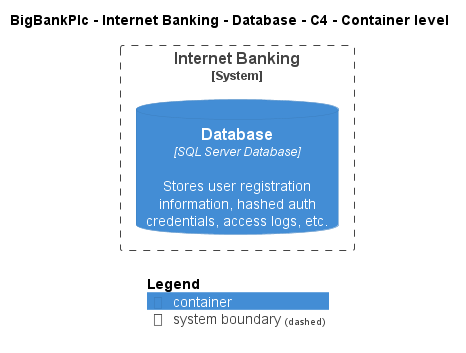 BigBankPlc - Internet Banking - Database - C4 - Container level
Internet Banking
[System]
Database
[SQL Server Database]
Stores user registration
information, hashed auth
credentials, access logs, etc.
Legend
container
system boundary (dashed)